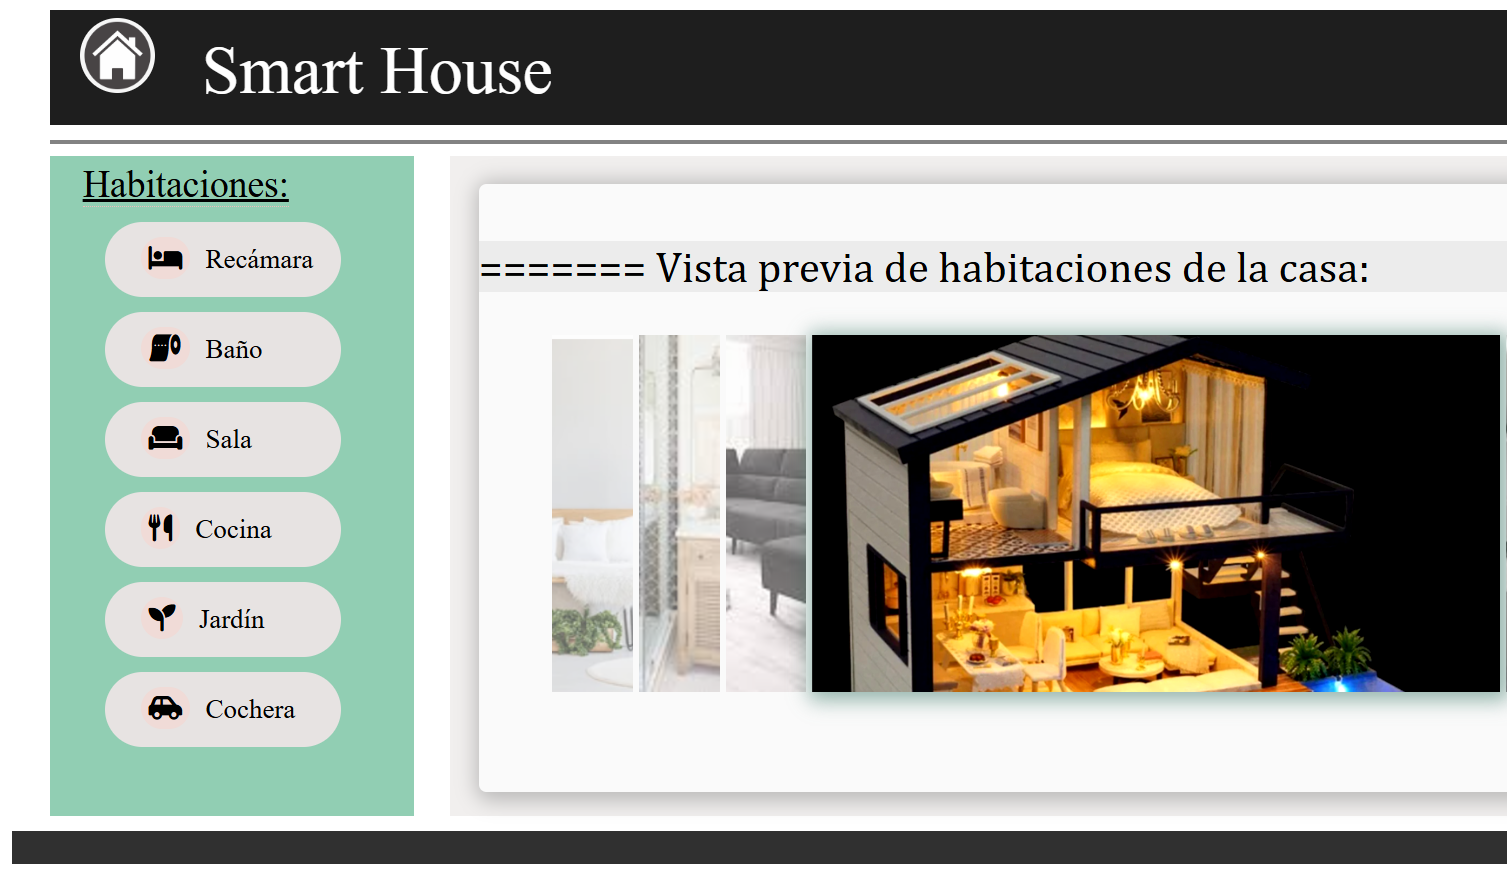 Smart House
Habitaciones:
Recámara
Baño
Sala
Cocina
Jardín
Cochera
======= Vista previa de habitaciones de la casa: